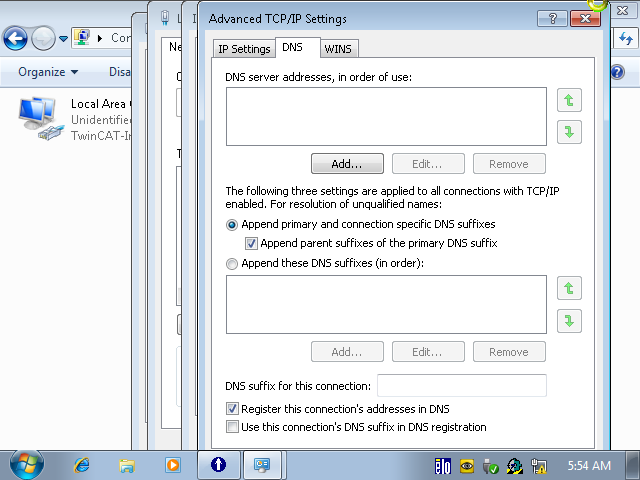 Advanced TCP/IP Settings
Organize
IP Settings
DNS
WINS
DNS server addresses, in order of use:
Local Area
Unidentified
Add...
Edit...
Remove
The following three settings are applied to all connections with TCP/IP
enabled. For resolution of unqualified names:
Append primary and connection specific DNS suffixes
Append parent suffixes of the primary DNS suffix
Append these DNS suffixes (in order):
Add...
Edit...
Remove
DNS suffix for this connection:
Register this connection's addresses in DNS
Use this connection's DNS suffix in DNS registration
5:54 AM